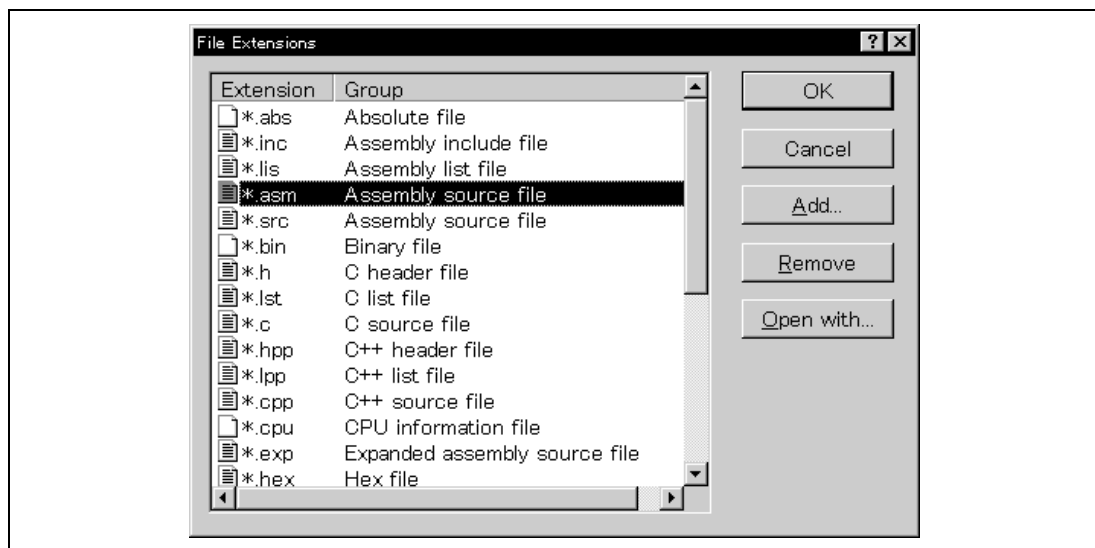 File Extensions
Extension Group
*.abs Absolute file
*.inc Assembly include file
*.lis Assembly list file
*.asm Assembly source file
*.src Assembly source file
*.bin Binary file
*.h C header file
*.lst C list file
*.c C source file
*.hpp C++ header file
*.lpp C++ list file
*.cpp C++ source file
*.cpu CPU information file
*.exp Expanded assembly source file
*.hex Hex file
OK
Cancel
Add...
Remove
Open with...